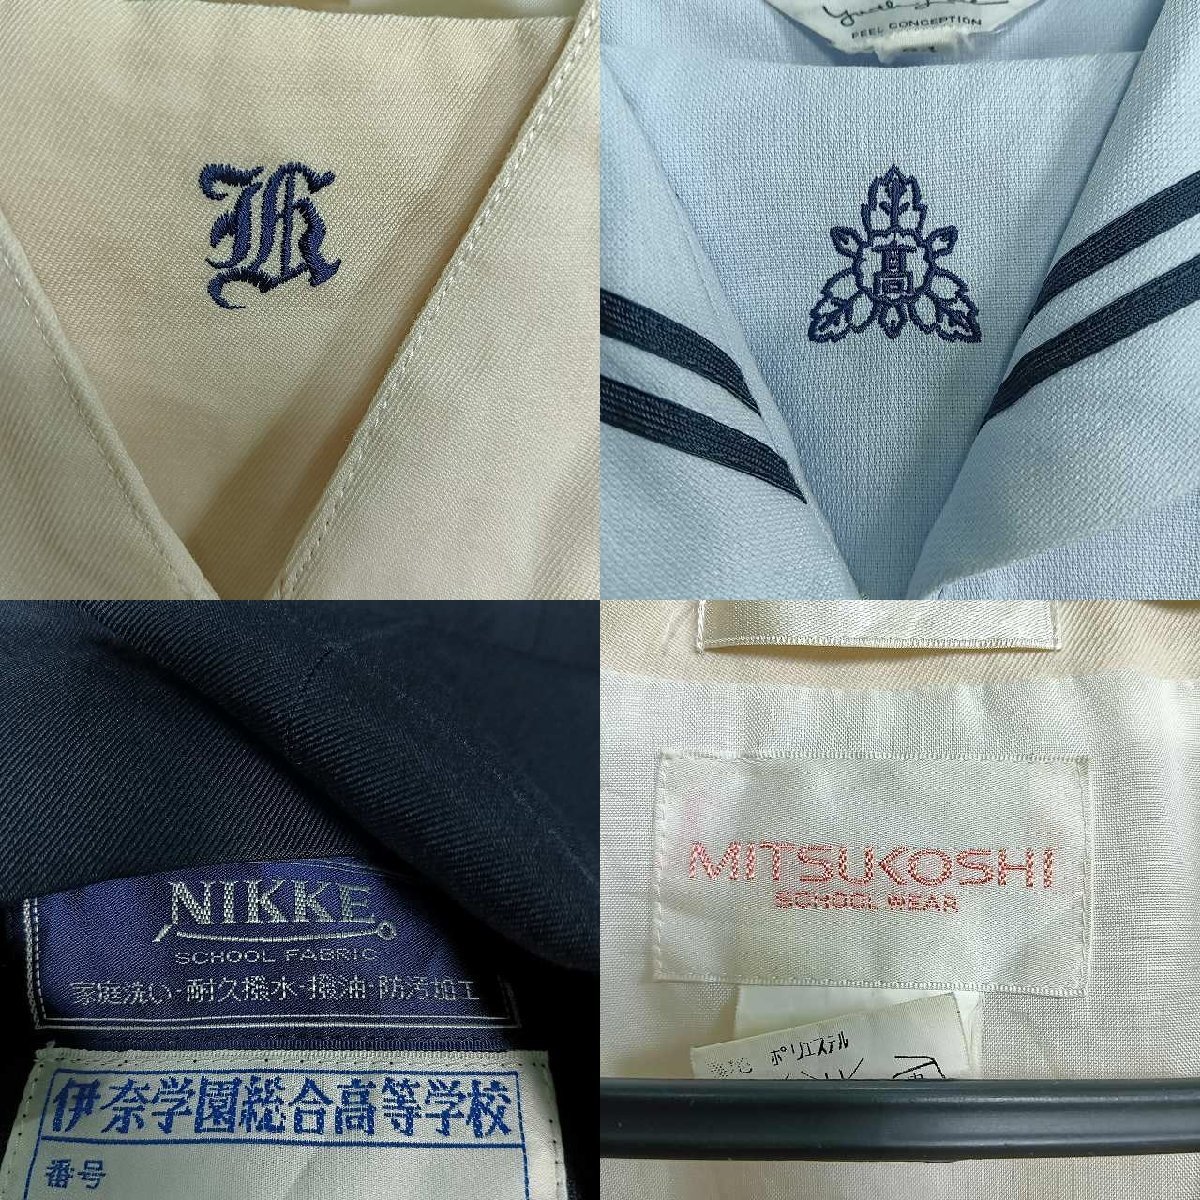 K
FEEL CONCEPTION
高
NIKKE
SCHOOL FABRIC
家庭洗い・耐久撥水・撥油・防汚加工
伊奈学園総合高等学校
番号
MITSUKOSHI
SCHOOL WEAR
ポリエステル